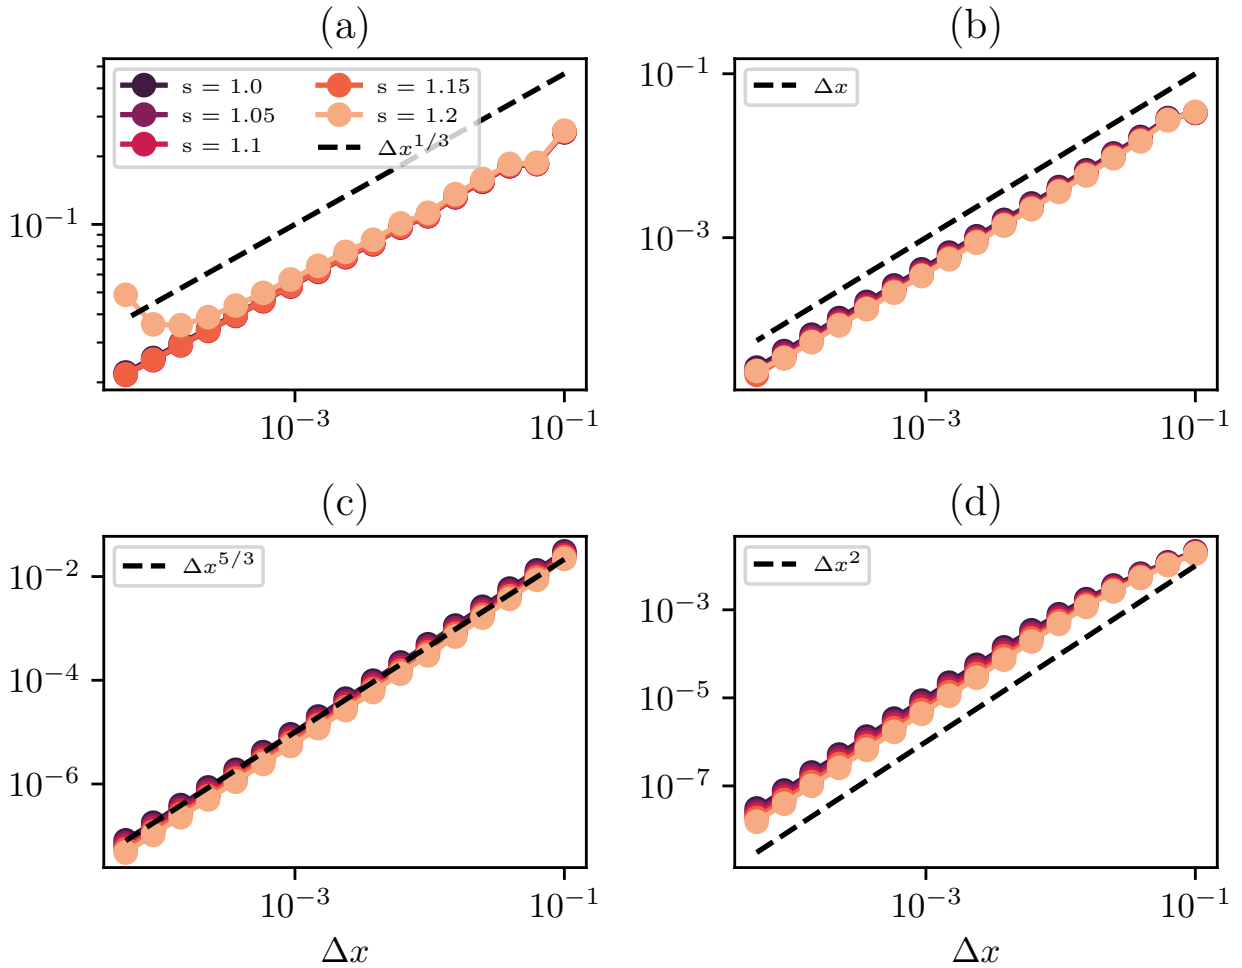 (a)
s = 1.0
s = 1.05
s = 1.1
s = 1.15
s = 1.2
Δx^{1/3}
10^{-1}
10^{-3}
10^{-1}
(b)
Δx
10^{-1}
10^{-3}
10^{-3}
10^{-1}
(c)
Δx^{5/3}
10^{-2}
10^{-4}
10^{-6}
10^{-3}
10^{-1}
Δx
(d)
Δx^{2}
10^{-3}
10^{-5}
10^{-7}
10^{-3}
10^{-1}
Δx